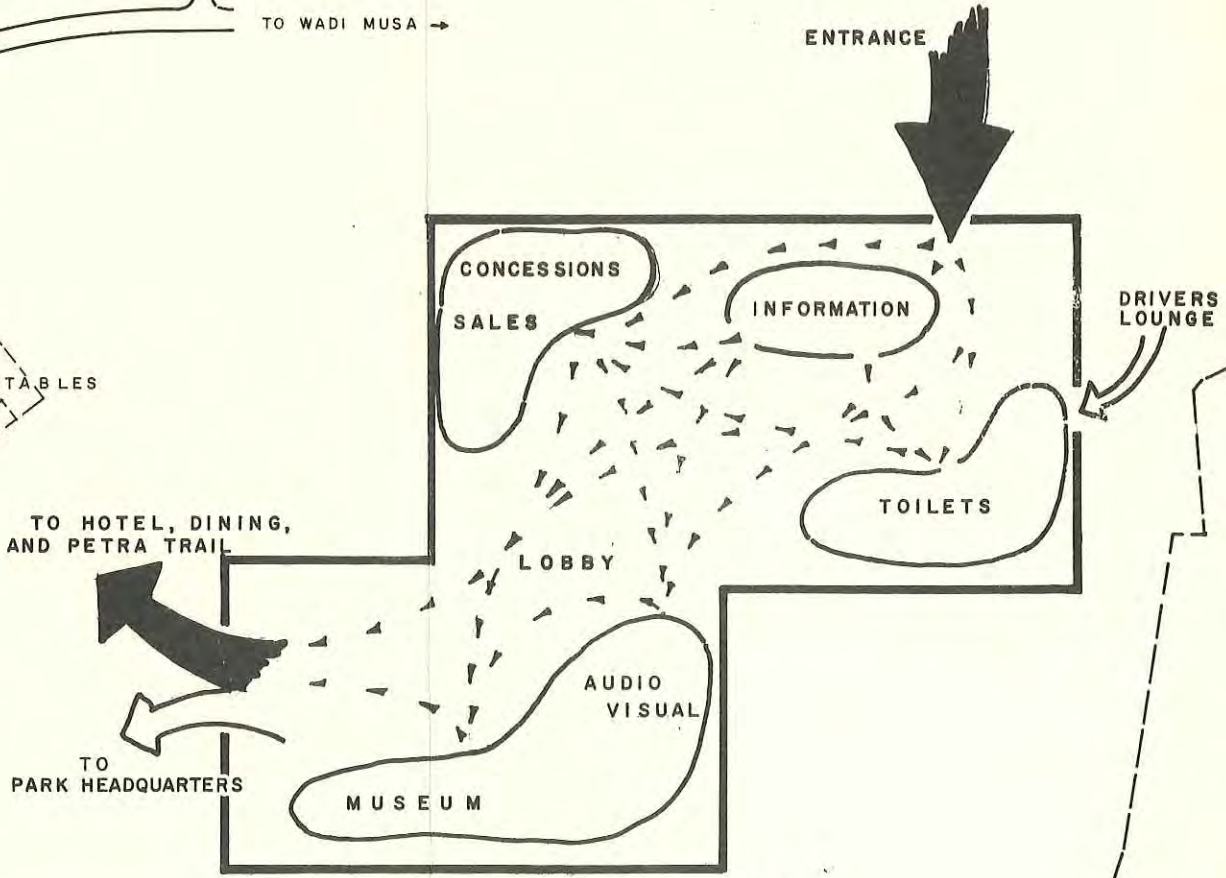 TO WADI MUSA →
ENTRANCE
CONCESSIONS
SALES
INFORMATION
DRIVERS
LOUNGE
TABLES
TOILETS
TO HOTEL, DINING,
AND PETRA TRAIL
LOBBY
AUDIO
VISUAL
TO
PARK HEADQUARTERS
MUSEUM